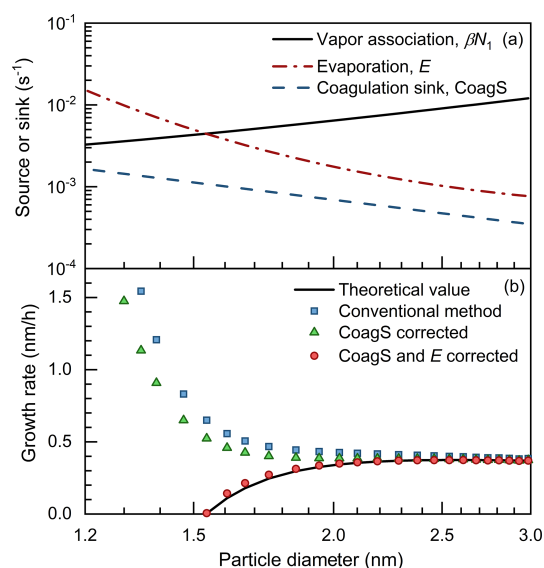 10⁻¹
Vapor association, βN₁ (a)
Evaporation, E
Coagulation sink, CoagS
10⁻²
10⁻³
10⁻⁴
Source or sink (s⁻¹)
Theoretical value (b)
Conventional method
CoagS corrected
CoagS and E corrected
1.5
1.0
0.5
0.0
Growth rate (nm/h)
1.2 1.5 2.0 2.5 3.0
Particle diameter (nm)